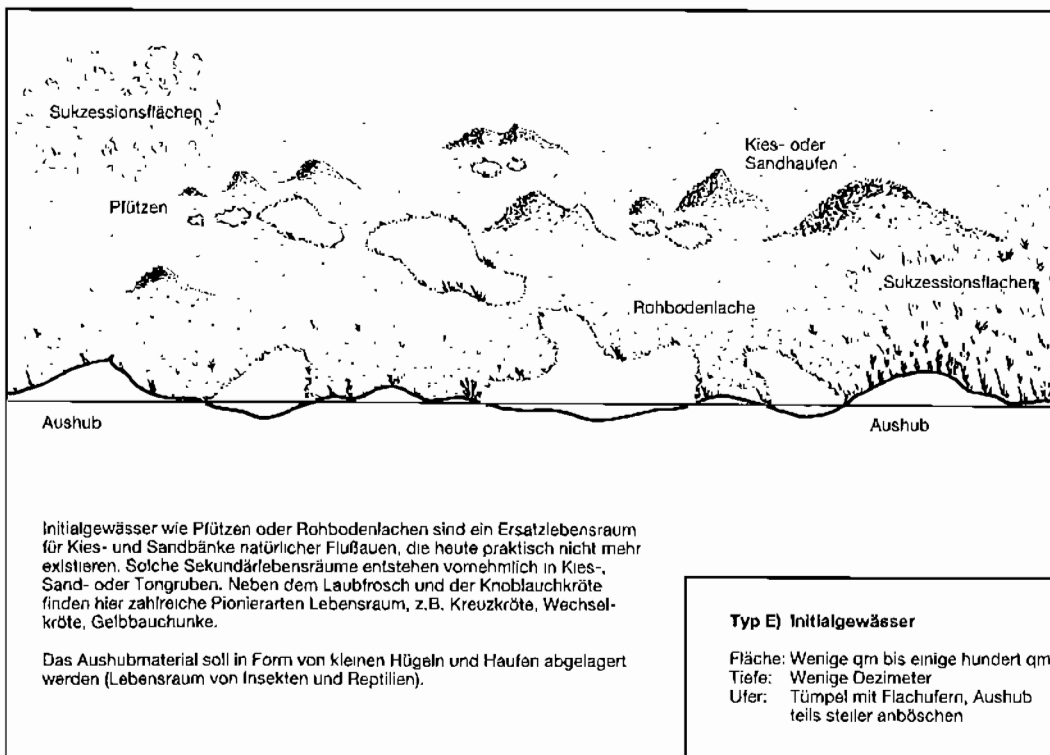 Sukzessionsflächen
Kies- oder
Sandhaufen
Pfützen
Sukzessionsflachen
Rohbodenlache
Aushub
Aushub
Initialgewässer wie Pfützen oder Rohbodenlachen sind ein Ersatzlebensraum
für Kies- und Sandbänke natürlicher Flußauen, die heute praktisch nicht mehr
existieren. Solche Sekundärlebensräume entstehen vornehmlich in Kies-,
Sand- oder Tongruben. Neben dem Laubfrosch und der Knoblauchkröte
finden hier zahlreiche Pionierarten Lebensraum, z.B. Kreuzkröte, Wechsel-
kröte, Gelbbauchunke.
Das Aushubmaterial soll in Form von kleinen Hügeln und Haufen abgelagert
werden (Lebensraum von Insekten und Reptilien).
Typ E) Initialgewässer
Fläche: Wenige qm bis einige hundert qm
Tiefe: Wenige Dezimeter
Ufer: Tümpel mit Flachufern, Aushub
teils steiler anböschen